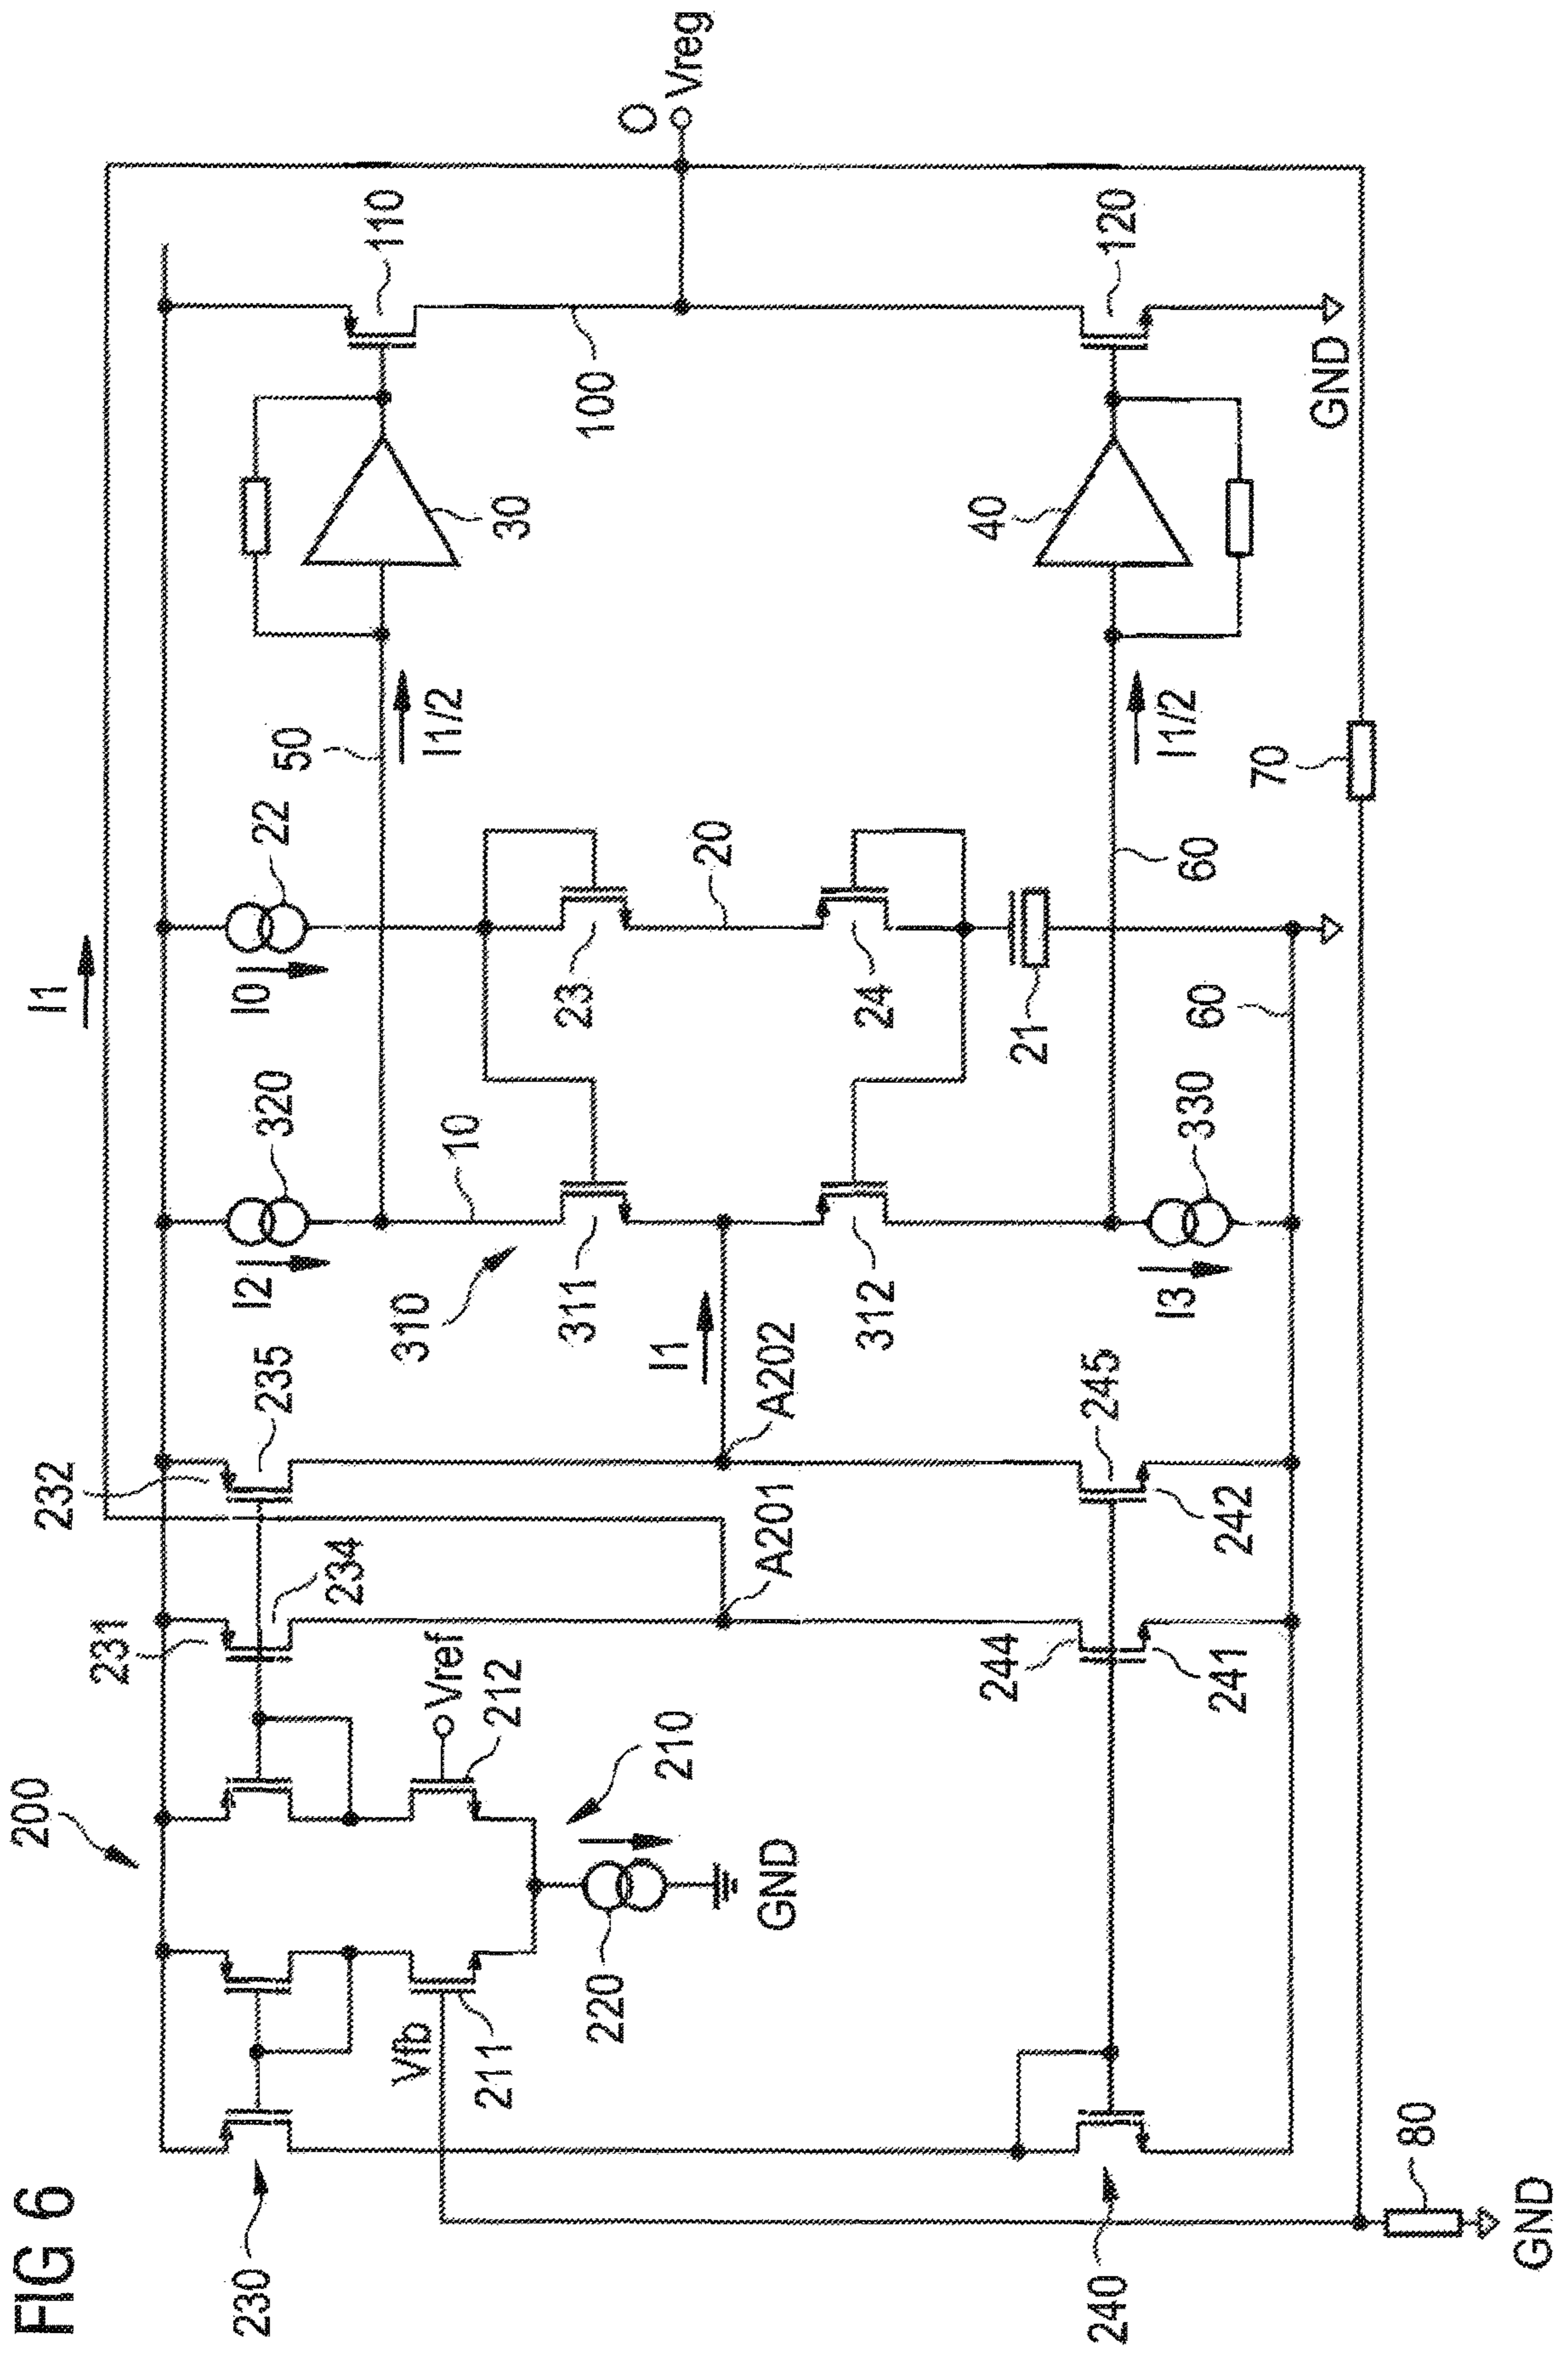 FIG 6
200
230
240
Vfb
211
220
GND
210
212
Vref
231
234
232
235
A201
A202
244
241
245
242
I1
I1
310
311
312
10
I2
320
I3
330
I0
22
23
24
20
21
60
60
50
I1/2
I1/2
30
40
70
80
GND
100
110
120
GND
O
Vreg